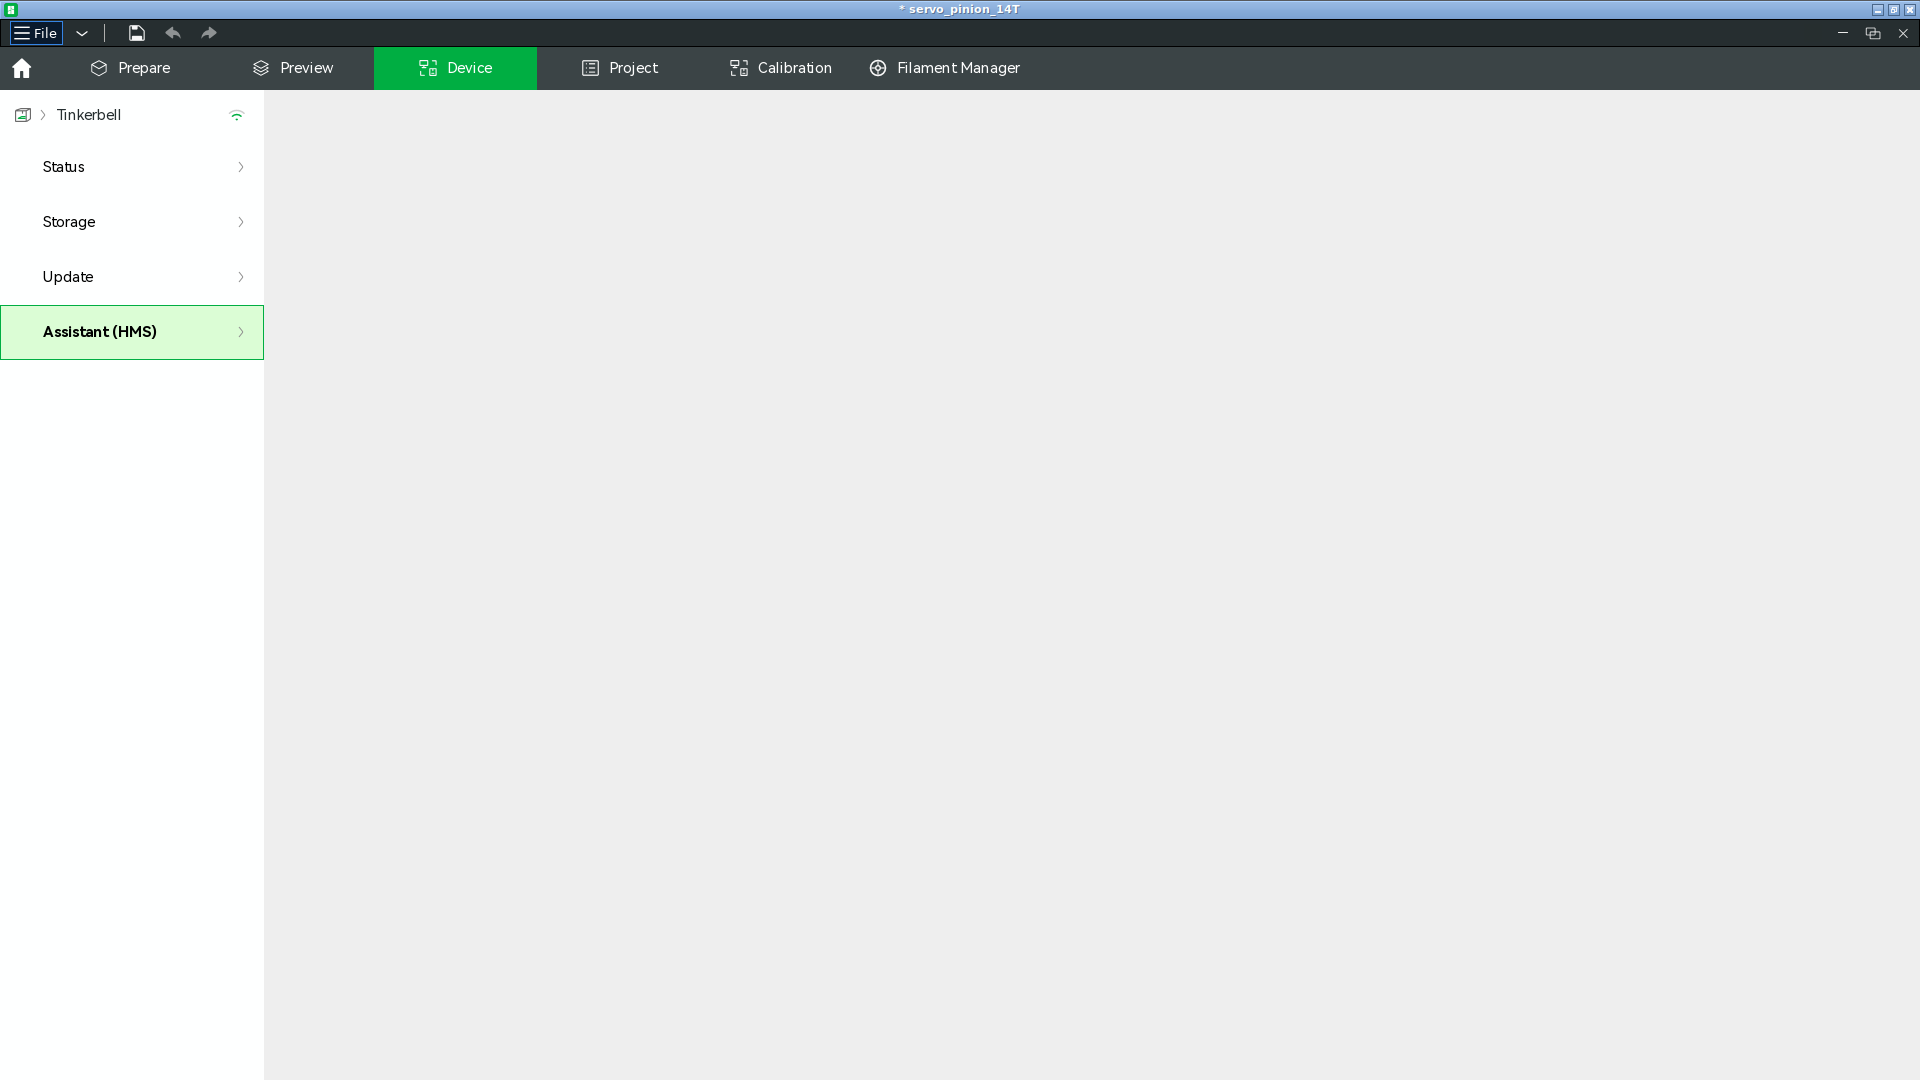 * servo_pinion_14T
File
Prepare
Preview
Device
Project
Calibration
Filament Manager
Tinkerbell
Status
Storage
Update
Assistant (HMS)